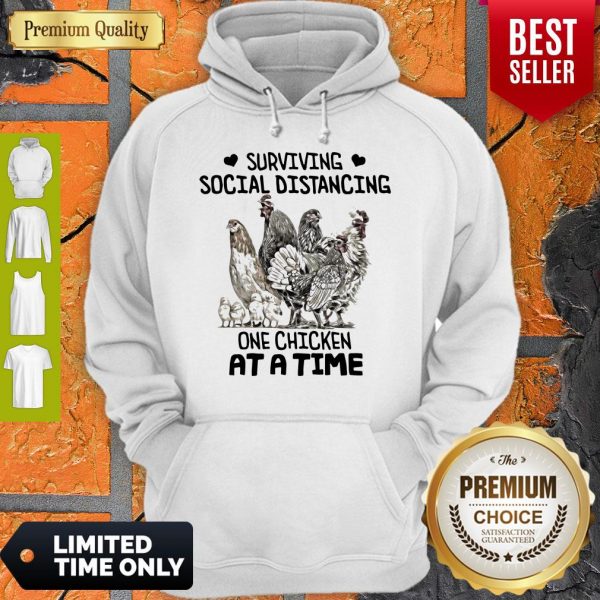 Premium Quality
BEST
SELLER
SURVIVING
SOCIAL DISTANCING
ONE CHICKEN
AT A TIME
The
PREMIUM
CHOICE
SATISFACTION
GUARANTEED
LIMITED
TIME ONLY